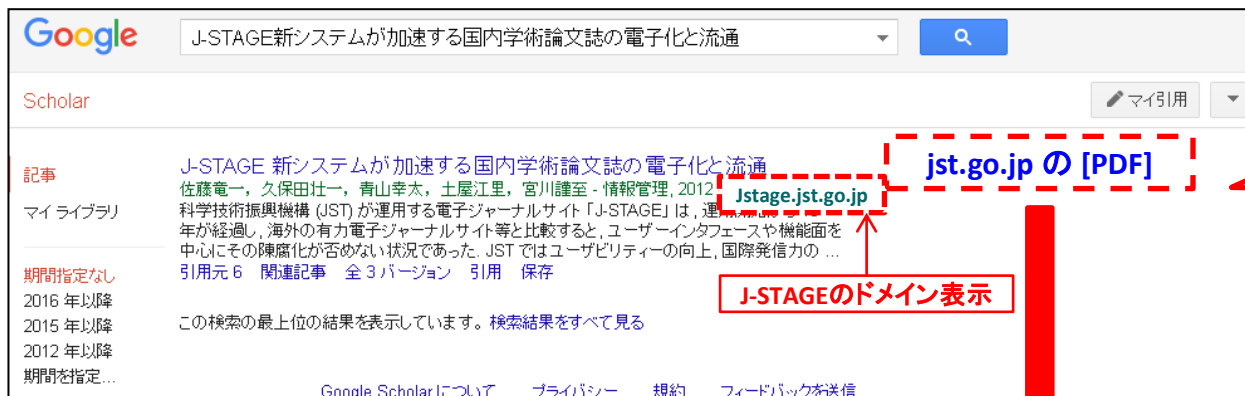 Google
J-STAGE新システムが加速する国内学術論文誌の電子化と流通
Scholar
マイ引用
記事
マイ ライブラリ
期間指定なし
2016 年以降
2015 年以降
2012 年以降
期間を指定...
J-STAGE 新システムが加速する国内学術論文誌の電子化と流通
佐藤竜一, 久保田壮一, 青山幸太, 土屋江里, 宮川謹至 - 情報管理, 2012
Jstage.jst.go.jp
jst.go.jp の [PDF]
科学技術振興機構 (JST) が運用する電子ジャーナルサイト「J-STAGE」は, 運用
年が経過し, 海外の有力電子ジャーナルサイト等と比較すると, ユーザーインタフェースや機能面を
中心にその陳腐化が否めない状況であった. JST ではユーザビリティーの向上, 国際発信力の ...
引用元 6 関連記事 全 3 バージョン 引用 保存
J-STAGEのドメイン表示
この検索の最上位の結果を表示しています。検索結果をすべて見る
Google Scholar について プライバシー 規約 フィードバックを送信